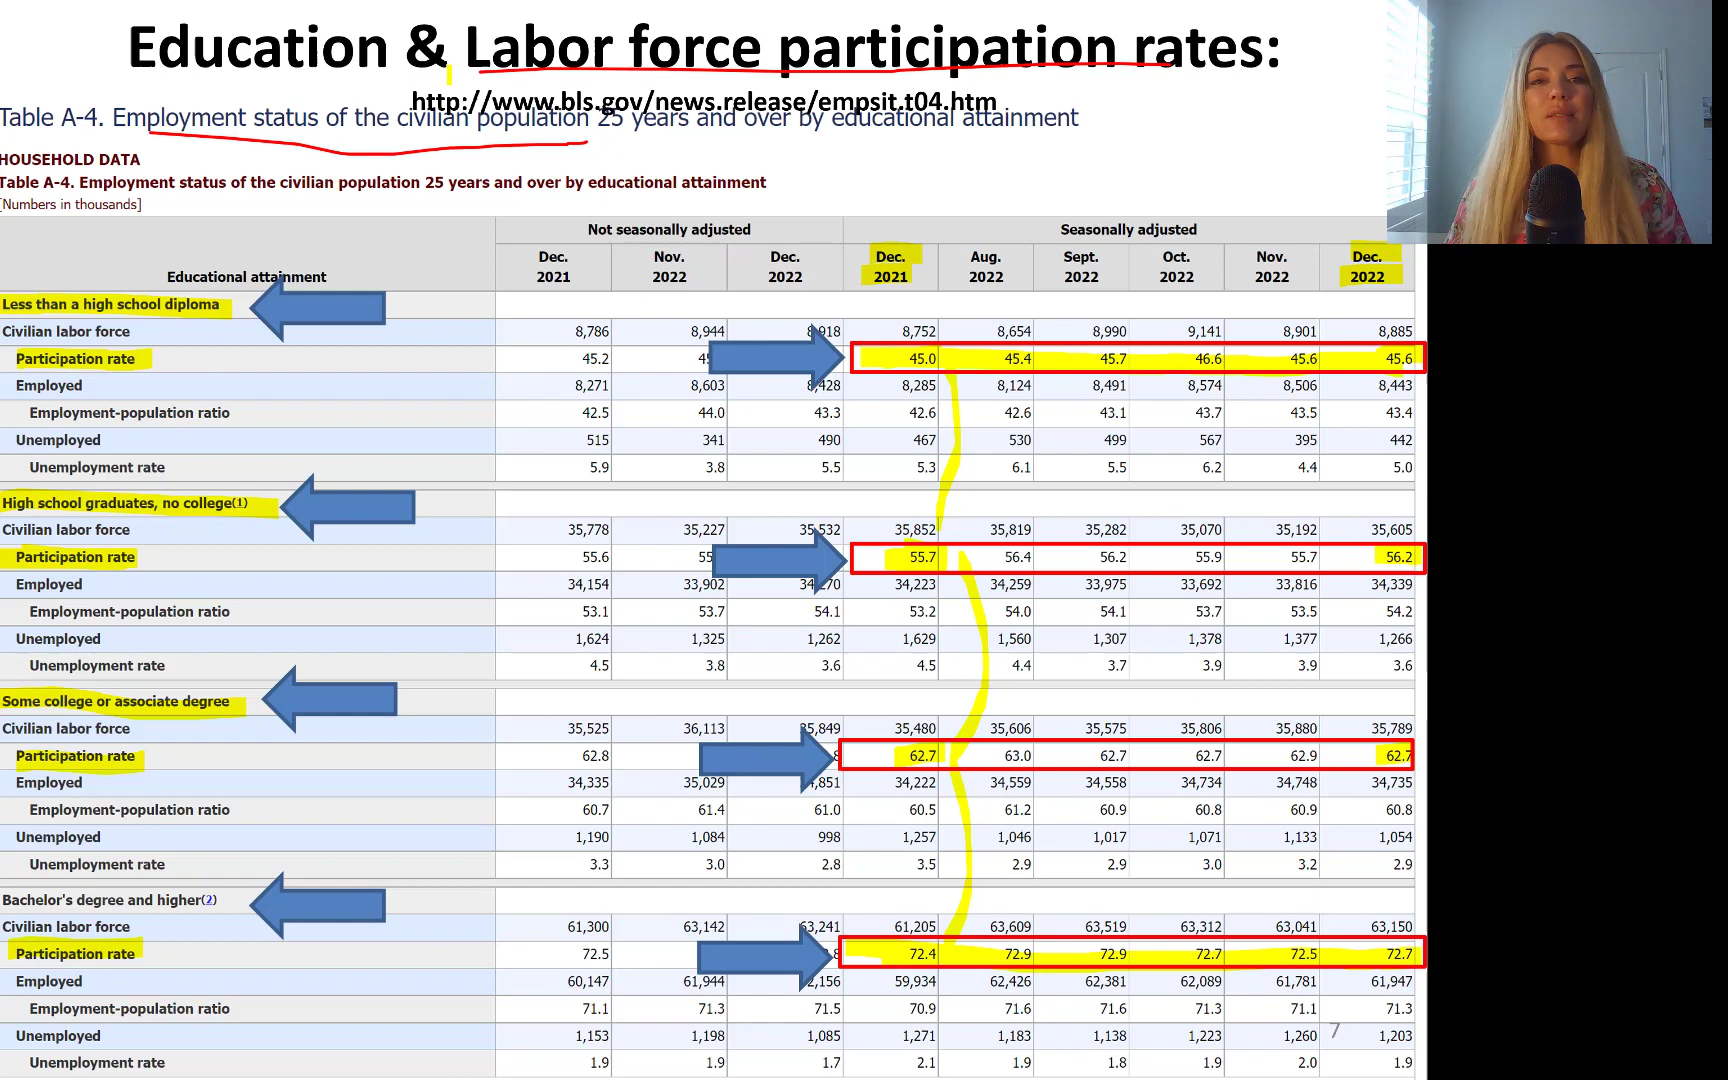 Education & Labor force participation rates:
http://www.bls.gov/news.release/empsit.t04.htm
Table A-4. Employment status of the civilian population 25 years and over by educational attainment
HOUSEHOLD DATA
Table A-4. Employment status of the civilian population 25 years and over by educational attainment
[Numbers in thousands]
Educational attainment Not seasonally adjusted Seasonally adjusted
Dec. 2021 Nov. 2022 Dec. 2022 Dec. 2021 Aug. 2022 Sept. 2022 Oct. 2022 Nov. 2022 Dec. 2022
Less than a high school diploma
Civilian labor force 8,786 8,944 8,918 8,752 8,654 8,990 9,141 8,901 8,885
Participation rate 45.2 45.0 45.4 45.7 46.6 45.6 45.6
Employed 8,271 8,603 8,428 8,285 8,124 8,491 8,574 8,506 8,443
Employment-population ratio 42.5 44.0 43.3 42.6 42.6 43.1 43.7 43.5 43.4
Unemployed 515 341 490 467 530 499 567 395 442
Unemployment rate 5.9 3.8 5.5 5.3 6.1 5.5 6.2 4.4 5.0
High school graduates, no college(1)
Civilian labor force 35,778 35,227 35,532 35,852 35,819 35,282 35,070 35,192 35,605
Participation rate 55.6 55.7 56.4 56.2 55.9 55.7 56.2
Employed 34,154 33,902 34,270 34,223 34,259 33,975 33,692 33,816 34,339
Employment-population ratio 53.1 53.7 54.1 53.2 54.0 54.1 53.7 53.5 54.2
Unemployed 1,624 1,325 1,262 1,629 1,560 1,307 1,378 1,377 1,266
Unemployment rate 4.5 3.8 3.6 4.5 4.4 3.7 3.9 3.9 3.6
Some college or associate degree
Civilian labor force 35,525 36,113 35,849 35,480 35,606 35,575 35,806 35,880 35,789
Participation rate 62.8 62.7 63.0 62.7 62.7 62.9 62.7
Employed 34,335 35,029 34,851 34,222 34,559 34,558 34,734 34,748 34,735
Employment-population ratio 60.7 61.4 61.0 60.5 61.2 60.9 60.8 60.9 60.8
Unemployed 1,190 1,084 998 1,257 1,046 1,017 1,071 1,133 1,054
Unemployment rate 3.3 3.0 2.8 3.5 2.9 2.9 3.0 3.2 2.9
Bachelor's degree and higher(2)
Civilian labor force 61,300 63,142 63,241 61,205 63,609 63,519 63,312 63,041 63,150
Participation rate 72.5 72.4 72.9 72.9 72.7 72.5 72.7
Employed 60,147 61,944 62,156 59,934 62,426 62,381 62,089 61,781 61,947
Employment-population ratio 71.1 71.3 71.5 70.9 71.6 71.6 71.3 71.1 71.3
Unemployed 1,153 1,198 1,085 1,271 1,183 1,138 1,223 1,260 1,203
7
Unemployment rate 1.9 1.9 1.7 2.1 1.9 1.8 1.9 2.0 1.9